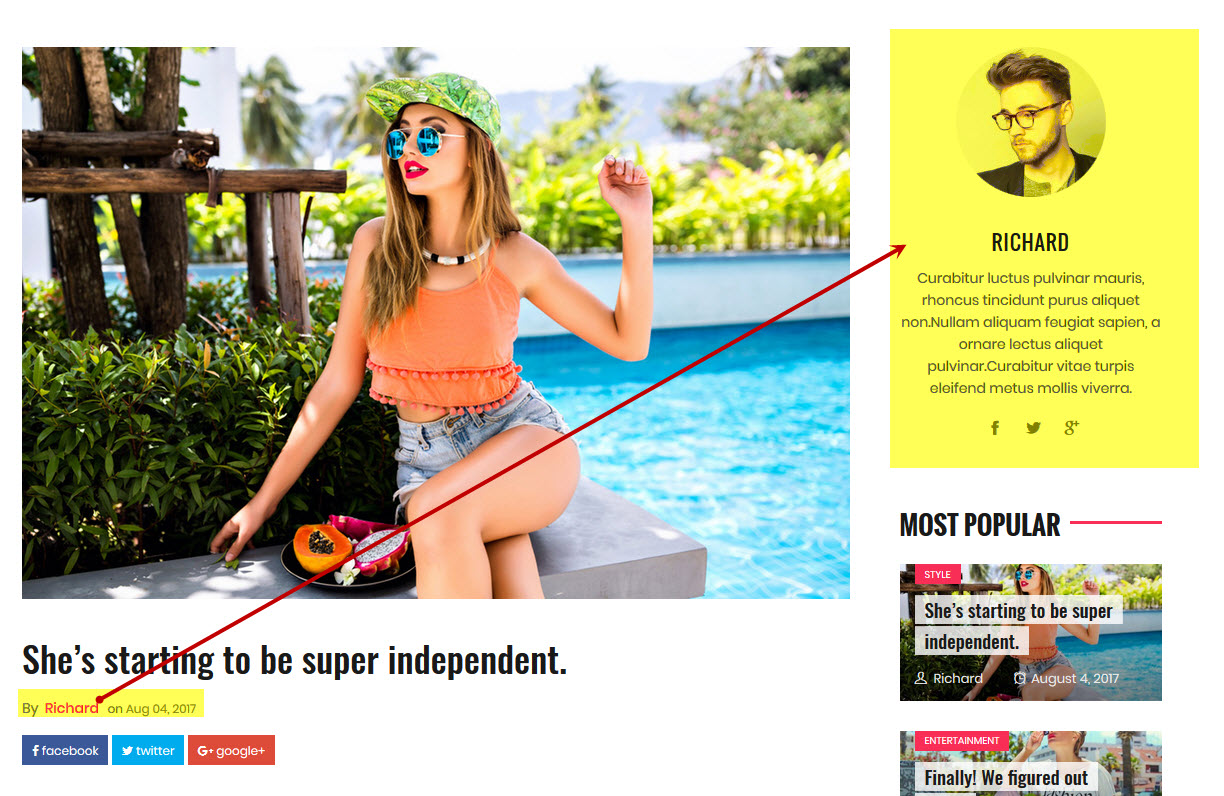 She’s starting to be super independent.
By Richard on Aug 04, 2017
facebook twitter google+
RICHARD
Curabitur luctus pulvinar mauris,
rhoncus tincidunt purus aliquet
non.Nullam aliquam feugiat sapien, a
ornare lectus aliquet
pulvinar.Curabitur vitae turpis
eleifend metus mollis viverra.
MOST POPULAR
STYLE
She’s starting to be super
independent.
Richard August 4, 2017
ENTERTAINMENT
Finally! We figured out